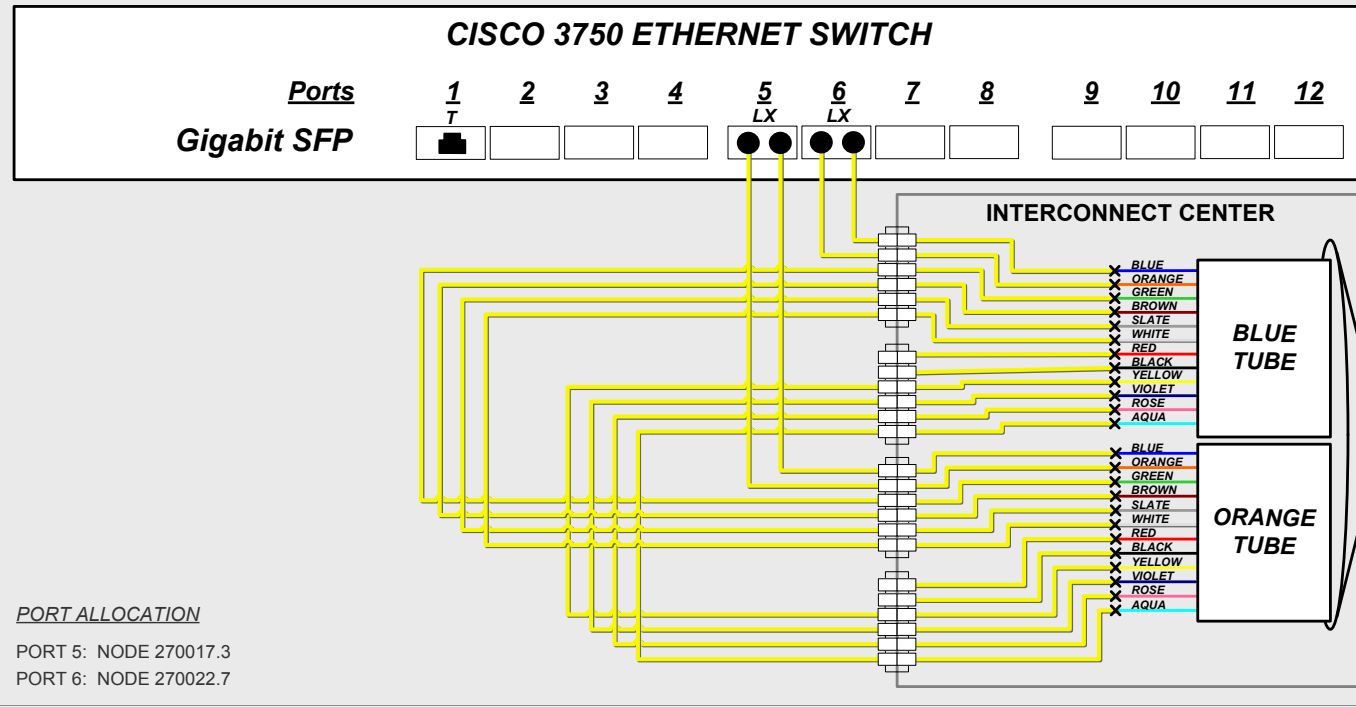 CISCO 3750 ETHERNET SWITCH
Ports 1 2 3 4 5 6 7 8 9 10 11 12
T LX LX
Gigabit SFP
INTERCONNECT CENTER
BLUE
ORANGE
GREEN
BROWN
SLATE
WHITE
RED
BLACK
YELLOW
VIOLET
ROSE
AQUA
BLUE
TUBE
BLUE
ORANGE
GREEN
BROWN
SLATE
WHITE
RED
BLACK
YELLOW
VIOLET
ROSE
AQUA
ORANGE
TUBE
PORT ALLOCATION
PORT 5: NODE 270017.3
PORT 6: NODE 270022.7